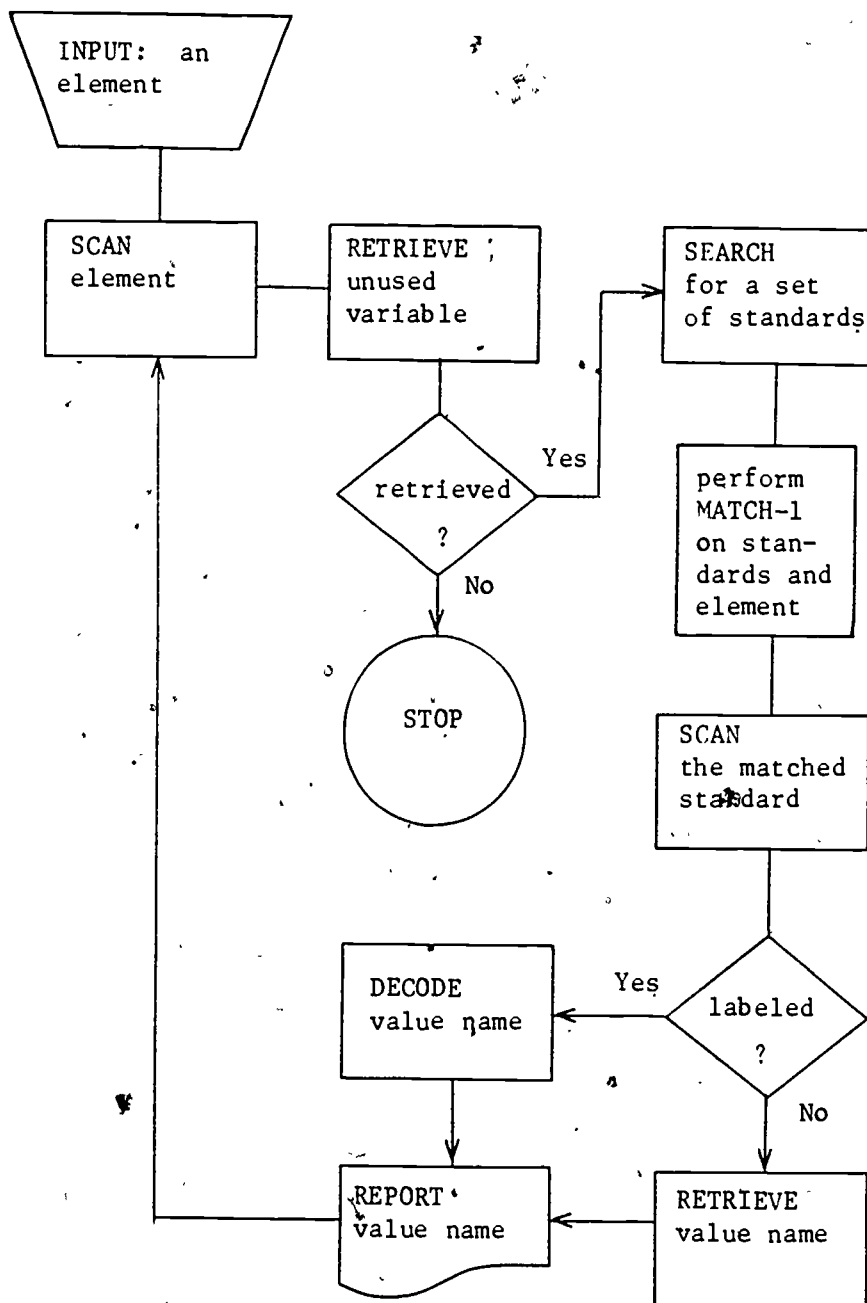 INPUT: an
element
SCAN
element
RETRIEVE
unused
variable
SEARCH
for a set
of standards
retrieved
?
Yes
No
STOP
perform
MATCH-1
on stan-
dards and
element
SCAN
the matched
standard
labeled
?
Yes
No
DECODE
value name
RETRIEVE
value name
REPORT
value name